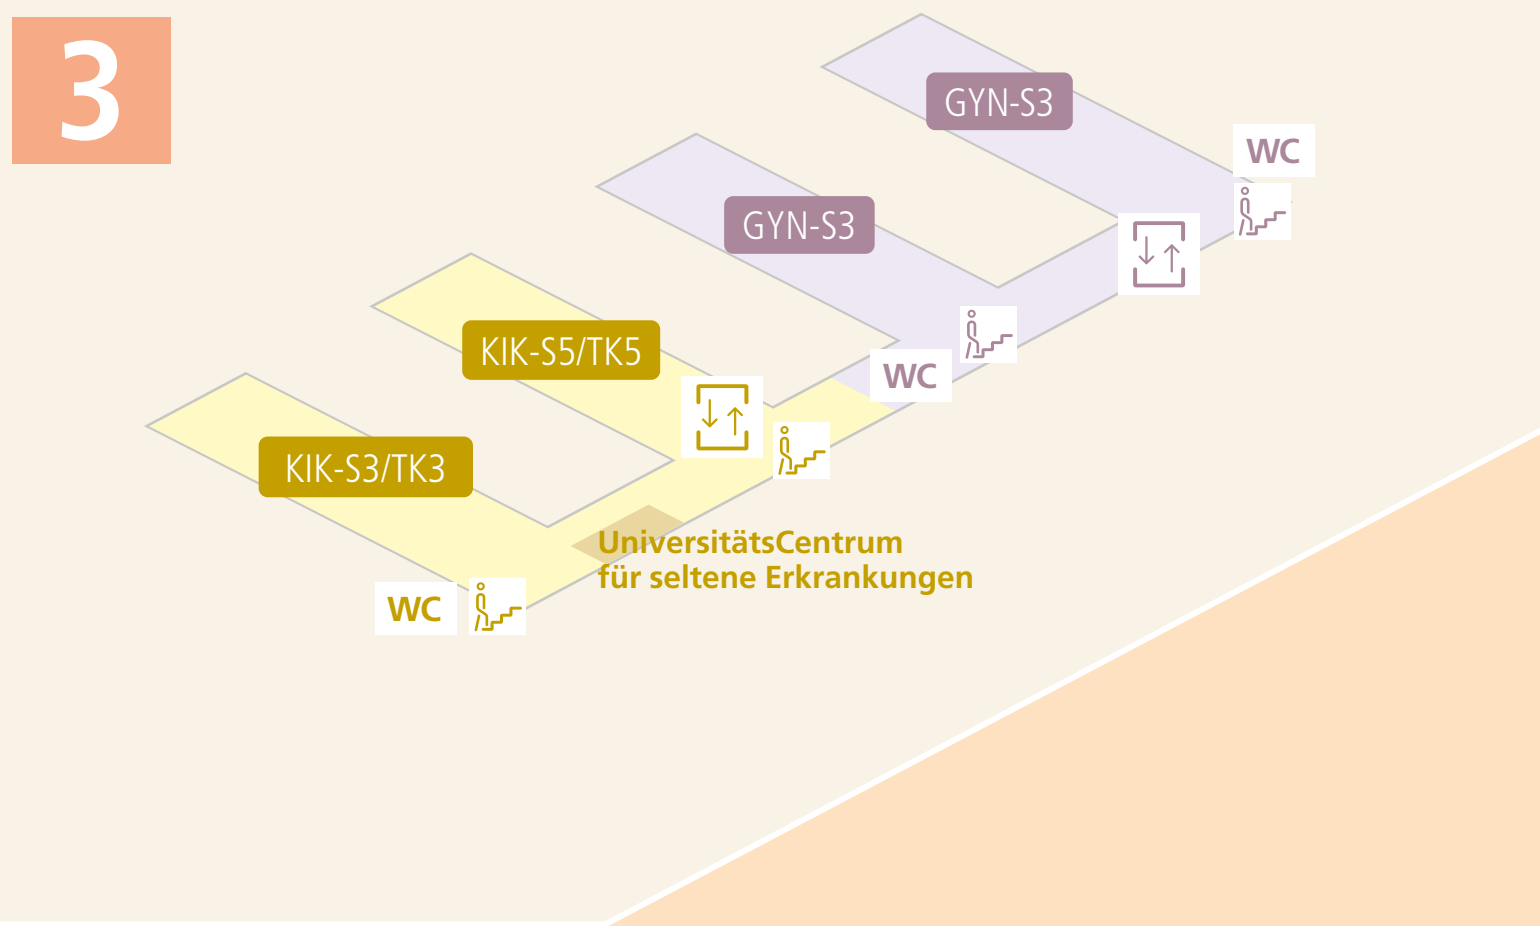 3
GYN-S3
WC
GYN-S3
KIK-S5/TK5
WC
KIK-S3/TK3
UniversitätsCentrum
für seltene Erkrankungen
WC